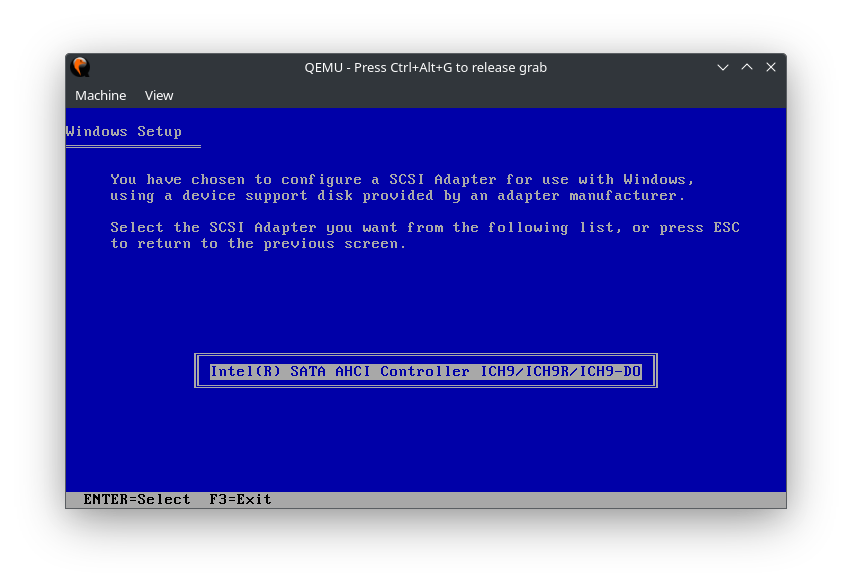 QEMU - Press Ctrl+Alt+G to release grab
Machine View
Windows Setup
You have chosen to configure a SCSI Adapter for use with Windows,
using a device support disk provided by an adapter manufacturer.
Select the SCSI Adapter you want from the following list, or press ESC
to return to the previous screen.
Intel(R) SATA AHCI Controller ICH9/ICH9R/ICH9-DO
ENTER=Select F3=Exit